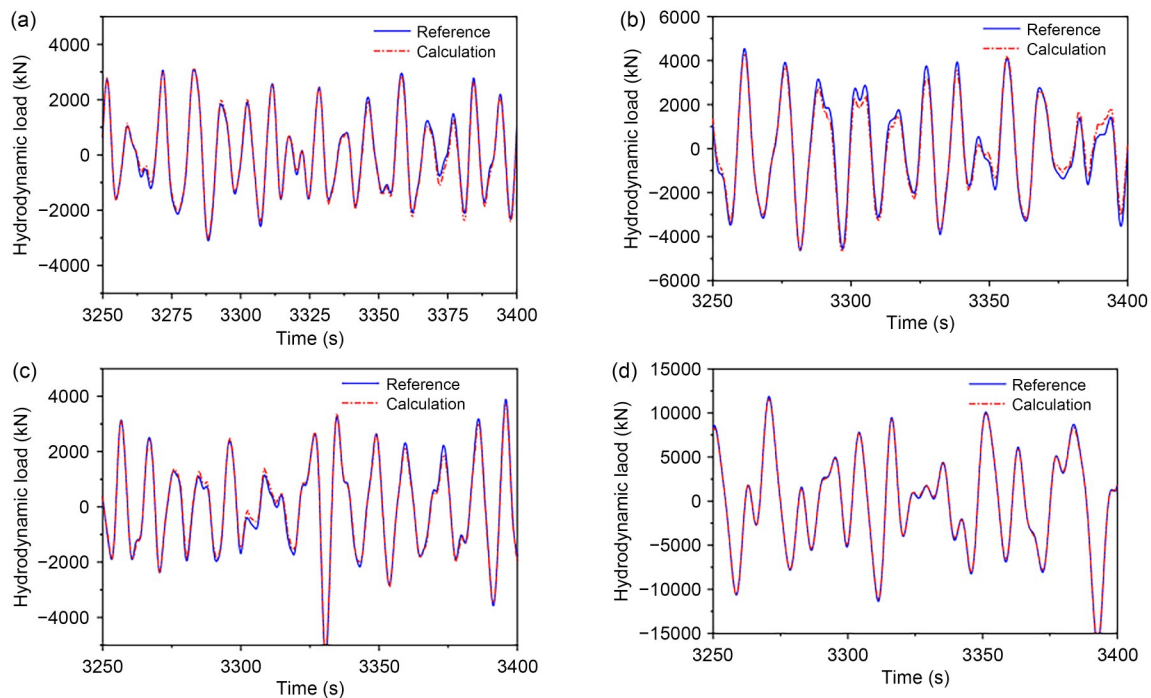 (a)
Hydrodynamic load (kN)
4000
2000
0
−2000
−4000
Reference
Calculation
3250 3275 3300 3325 3350 3375 3400
Time (s)
(b)
Hydrodynamic load (kN)
6000
4000
2000
0
−2000
−4000
−6000
Reference
Calculation
3250 3300 3350 3400
Time (s)
(c)
Hydrodynamic load (kN)
4000
2000
0
−2000
−4000
Reference
Calculation
3250 3300 3350 3400
Time (s)
(d)
Hydrodynamic laod (kN)
15000
10000
5000
0
−5000
−10000
−15000
Reference
Calculation
3250 3300 3350 3400
Time (s)